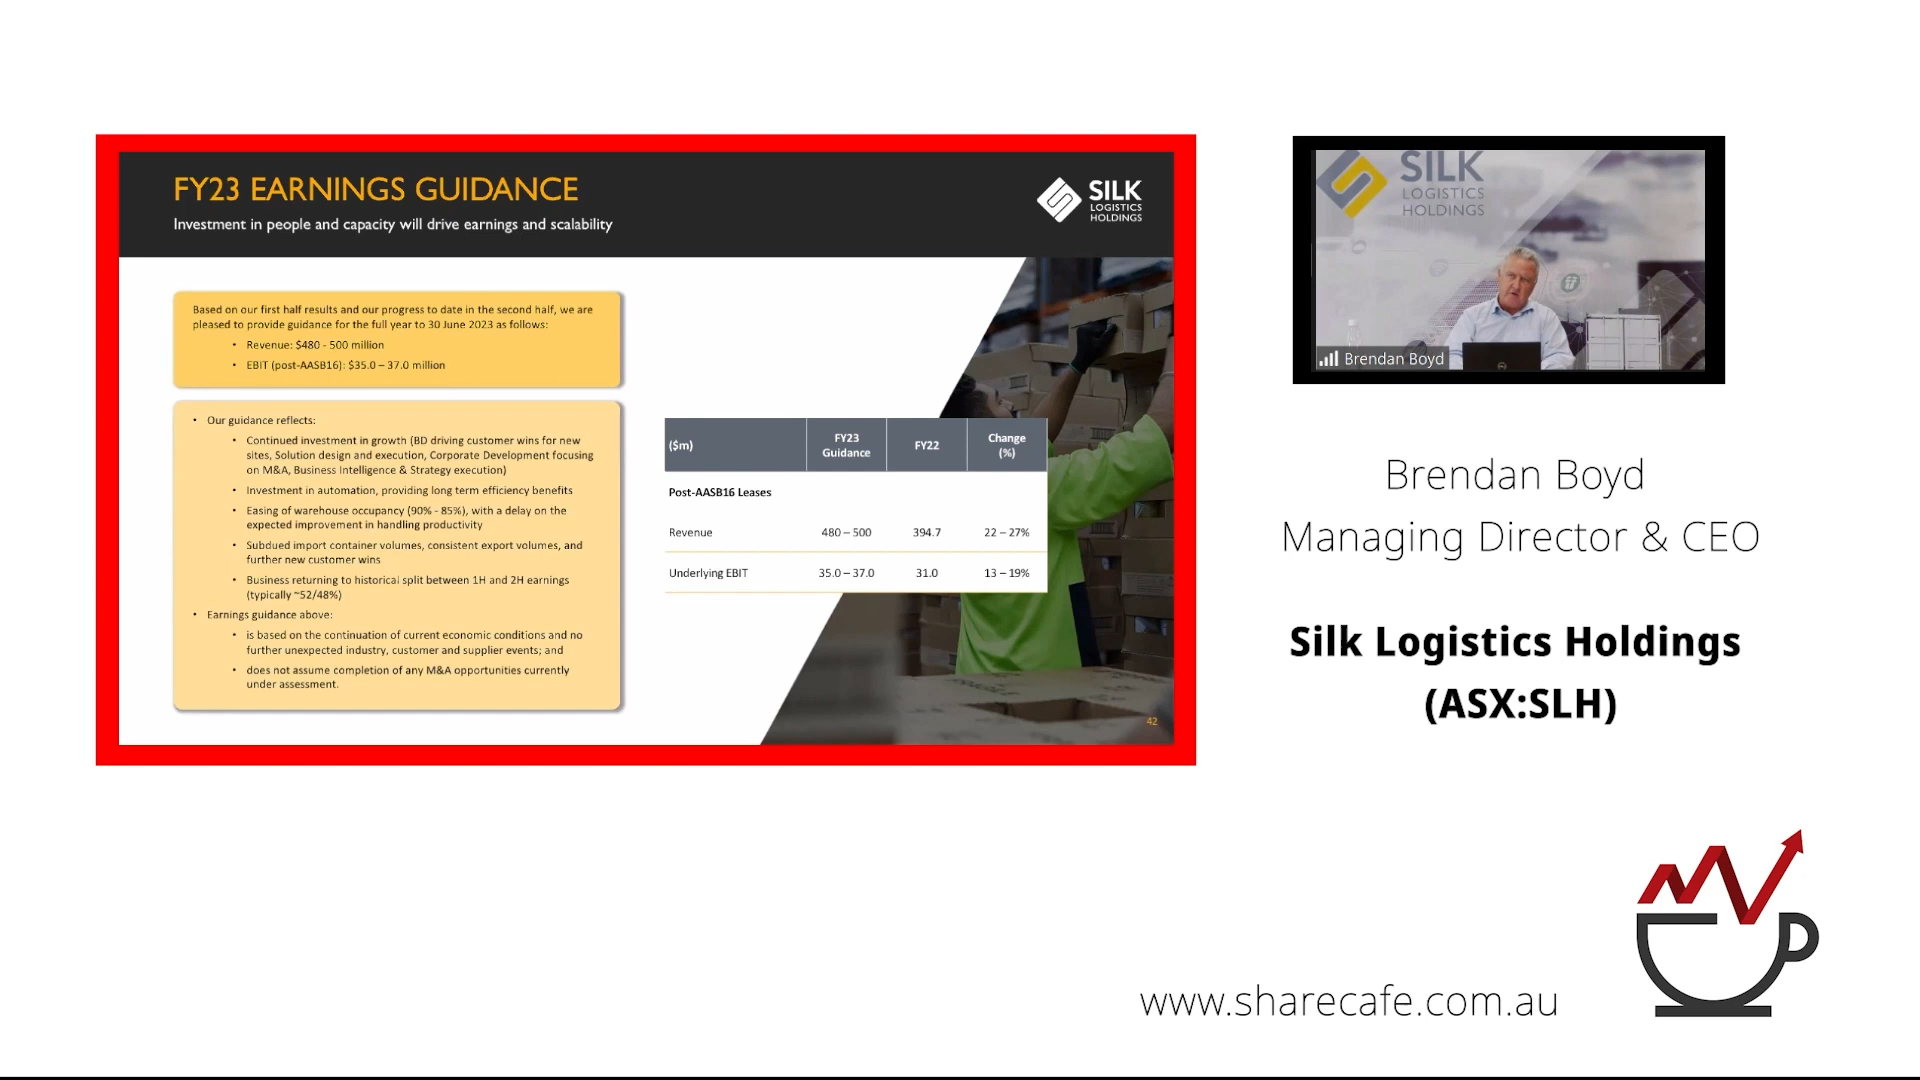 FY23 EARNINGS GUIDANCE
Investment in people and capacity will drive earnings and scalability
SILK
LOGISTICS
HOLDINGS
Based on our first half results and our progress to date in the second half, we are
pleased to provide guidance for the full year to 30 June 2023 as follows:
• Revenue: $480 - 500 million
• EBIT (post-AASB16): $35.0 – 37.0 million
• Our guidance reflects:
• Continued investment in growth (BD driving customer wins for new
sites, Solution design and execution, Corporate Development focusing
on M&A, Business Intelligence & Strategy execution)
• Investment in automation, providing long term efficiency benefits
• Easing of warehouse occupancy (90% - 85%), with a delay on the
expected improvement in handling productivity
• Subdued import container volumes, consistent export volumes, and
further new customer wins
• Business returning to historical split between 1H and 2H earnings
(typically ~52/48%)
• Earnings guidance above:
• is based on the continuation of current economic conditions and no
further unexpected industry, customer and supplier events; and
• does not assume completion of any M&A opportunities currently
under assessment.
($m) FY23 Guidance FY22 Change (%)
Post-AASB16 Leases
Revenue 480 – 500 394.7 22 – 27%
Underlying EBIT 35.0 – 37.0 31.0 13 – 19%
42
SILK
LOGISTICS
HOLDINGS
Brendan Boyd
Brendan Boyd
Managing Director & CEO
Silk Logistics Holdings
(ASX:SLH)
www.sharecafe.com.au